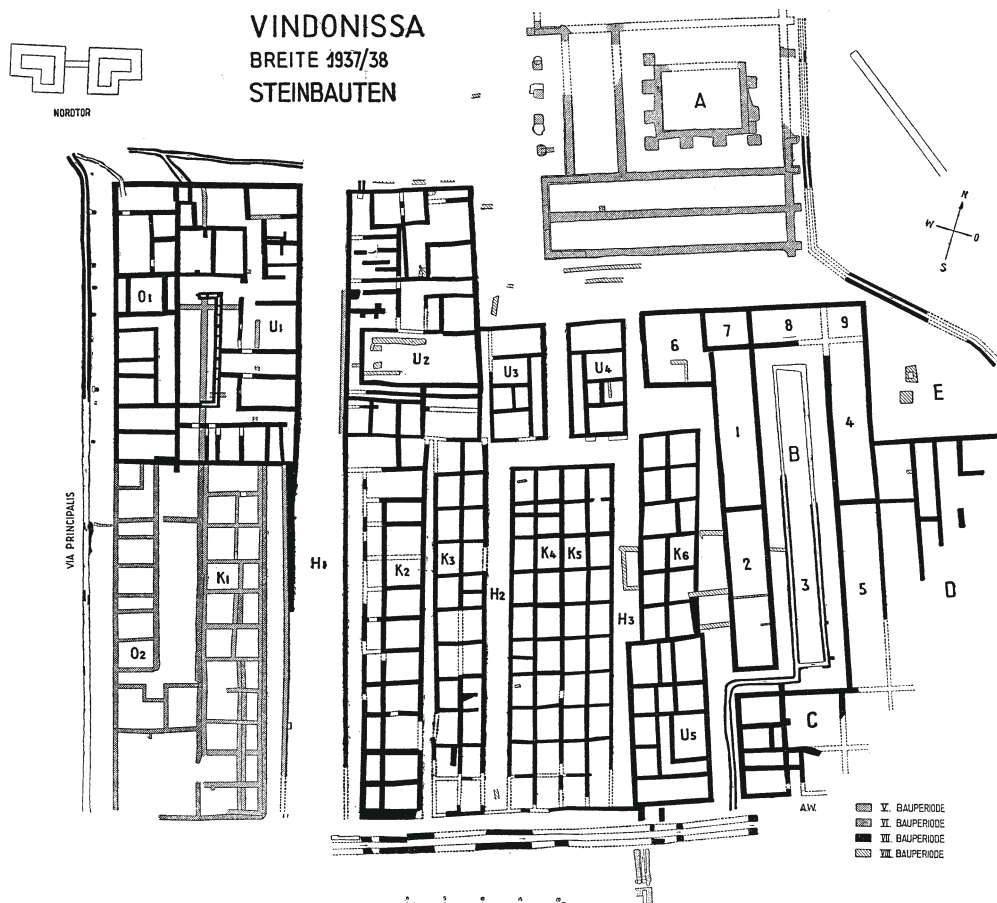 VINDONISSA
BREITE 1937/38
STEINBAUTEN
NORDTOR
A
N
W
O
S
O1
U1
U2
U3
U4
6
7
8
9
E
1
B
4
VIA PRINCIPALIS
K1
H1
K2
K3
H2
K4
K5
K6
H3
2
3
5
D
O2
U5
C
A.W.
V. BAUPERIODE
VI. BAUPERIODE
VII. BAUPERIODE
VIII. BAUPERIODE